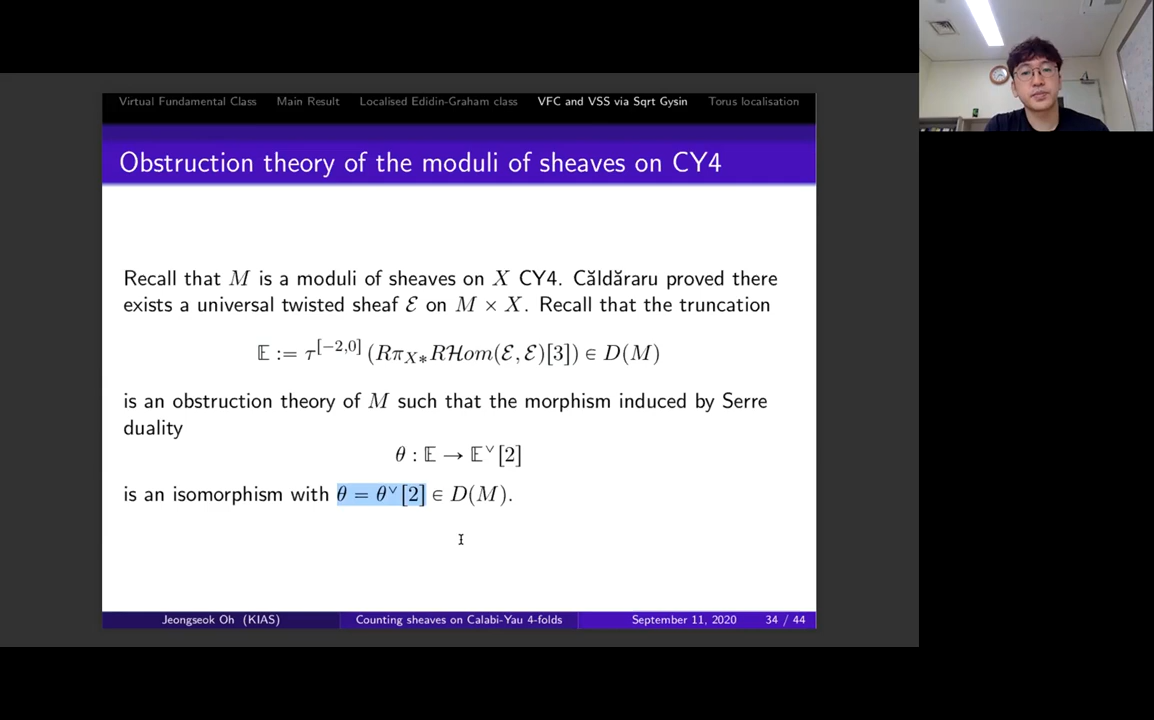 Virtual Fundamental Class Main Result Localised Edidin-Graham class VFC and VSS via Sqrt Gysin Torus localisation
Obstruction theory of the moduli of sheaves on CY4
Recall that M is a moduli of sheaves on X CY4. Căldăraru proved there
exists a universal twisted sheaf ℰ on M × X. Recall that the truncation
𝔼 := τ^[−2,0] (Rπ_X∗ Rℋom(ℰ, ℰ)[3]) ∈ D(M)
is an obstruction theory of M such that the morphism induced by Serre
duality
θ : 𝔼 → 𝔼^∨[2]
is an isomorphism with θ = θ^∨[2] ∈ D(M).
Jeongseok Oh (KIAS) Counting sheaves on Calabi-Yau 4-folds September 11, 2020 34 / 44